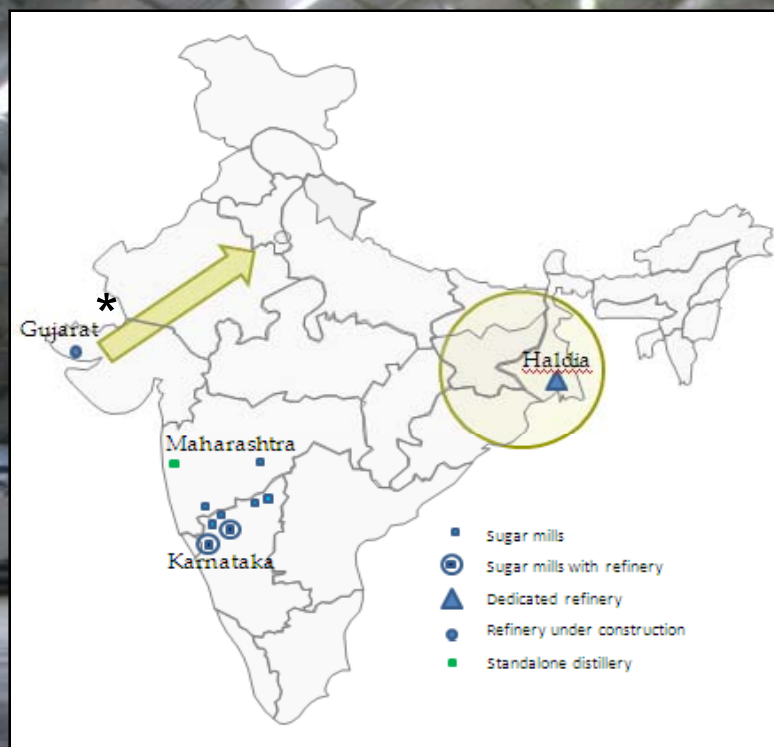 *
Gujarat
Haldia
Maharashtra
Karnataka
Sugar mills
Sugar mills with refinery
Dedicated refinery
Refinery under construction
Standalone distillery